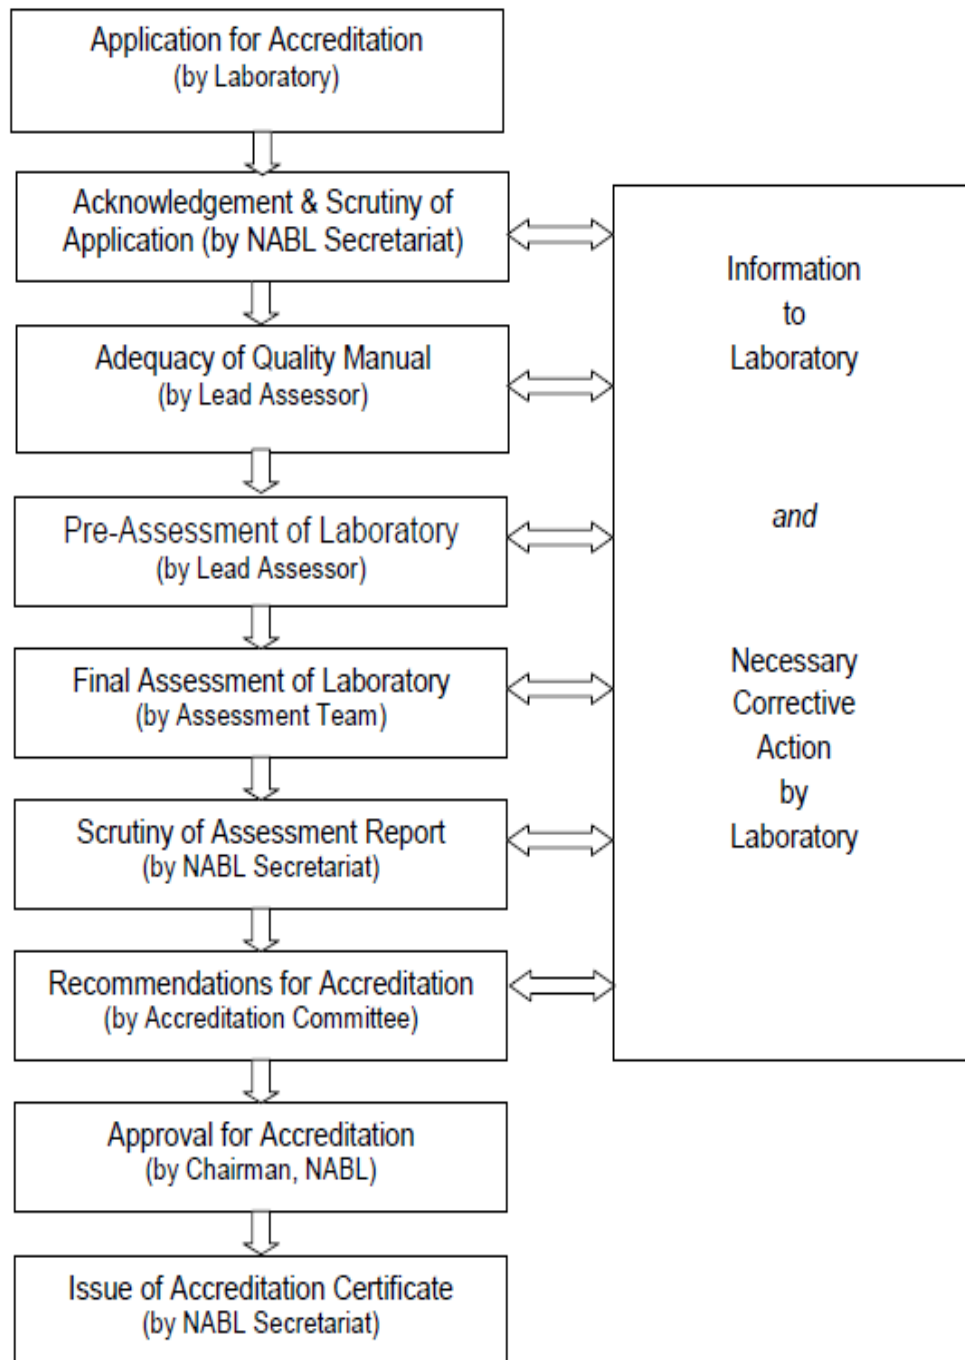 Application for Accreditation
(by Laboratory)
Acknowledgement & Scrutiny of
Application (by NABL Secretariat)
Adequacy of Quality Manual
(by Lead Assessor)
Pre-Assessment of Laboratory
(by Lead Assessor)
Final Assessment of Laboratory
(by Assessment Team)
Scrutiny of Assessment Report
(by NABL Secretariat)
Recommendations for Accreditation
(by Accreditation Committee)
Approval for Accreditation
(by Chairman, NABL)
Issue of Accreditation Certificate
(by NABL Secretariat)
Information
to
Laboratory
and
Necessary
Corrective
Action
by
Laboratory